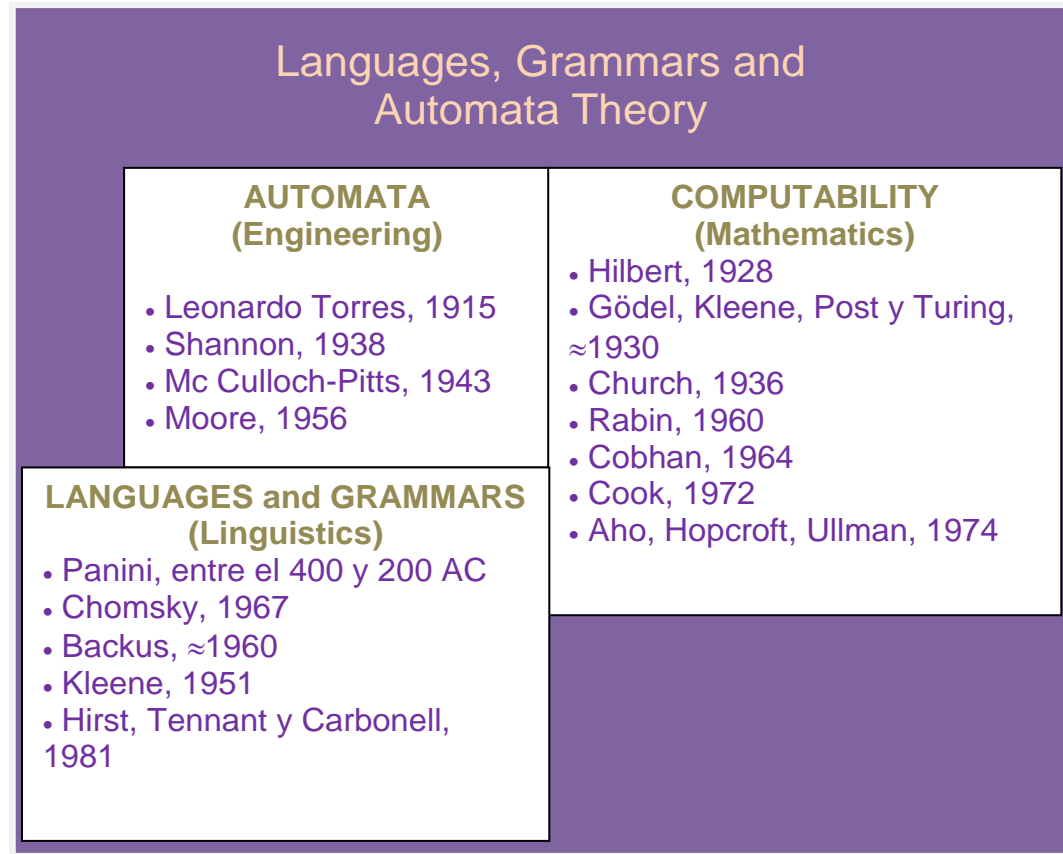 Languages, Grammars and
Automata Theory
AUTOMATA
(Engineering)
• Leonardo Torres, 1915
• Shannon, 1938
• Mc Culloch-Pitts, 1943
• Moore, 1956
COMPUTABILITY
(Mathematics)
• Hilbert, 1928
• Gödel, Kleene, Post y Turing,
≈1930
• Church, 1936
• Rabin, 1960
• Cobhan, 1964
• Cook, 1972
• Aho, Hopcroft, Ullman, 1974
LANGUAGES and GRAMMARS
(Linguistics)
• Panini, entre el 400 y 200 AC
• Chomsky, 1967
• Backus, ≈1960
• Kleene, 1951
• Hirst, Tennant y Carbonell,
1981